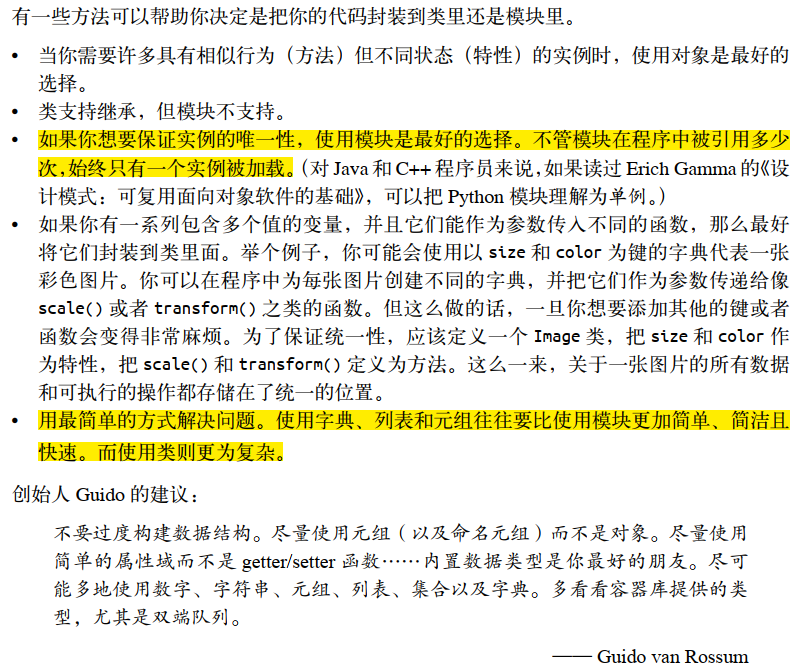 有一些方法可以帮助你决定是把你的代码封装到类里还是模块里。
• 当你需要许多具有相似行为（方法）但不同状态（特性）的实例时，使用对象是最好的
选择。
• 类支持继承，但模块不支持。
• 如果你想要保证实例的唯一性，使用模块是最好的选择。不管模块在程序中被引用多少
次，始终只有一个实例被加载。（对 Java 和 C++ 程序员来说，如果读过 Erich Gamma 的《设
计模式：可复用面向对象软件的基础》，可以把 Python 模块理解为单例。）
• 如果你有一系列包含多个值的变量，并且它们能作为参数传入不同的函数，那么最好
将它们封装到类里面。举个例子，你可能会使用以 size 和 color 为键的字典代表一张
彩色图片。你可以在程序中为每张图片创建不同的字典，并把它们作为参数传递给像
scale() 或者 transform() 之类的函数。但这么做的话，一旦你想要添加其他的键或者
函数会变得非常麻烦。为了保证统一性，应该定义一个 Image 类，把 size 和 color 作
为特性，把 scale() 和 transform() 定义为方法。这么一来，关于一张图片的所有数据
和可执行的操作都存储在了统一的位置。
• 用最简单的方式解决问题。使用字典、列表和元组往往要比使用模块更加简单、简洁且
快速。而使用类则更为复杂。
创始人 Guido 的建议：
不要过度构建数据结构。尽量使用元组（以及命名元组）而不是对象。尽量使用
简单的属性域而不是 getter/setter 函数……内置数据类型是你最好的朋友。尽可
能多地使用数字、字符串、元组、列表、集合以及字典。多看看容器库提供的类
型，尤其是双端队列。
—— Guido van Rossum